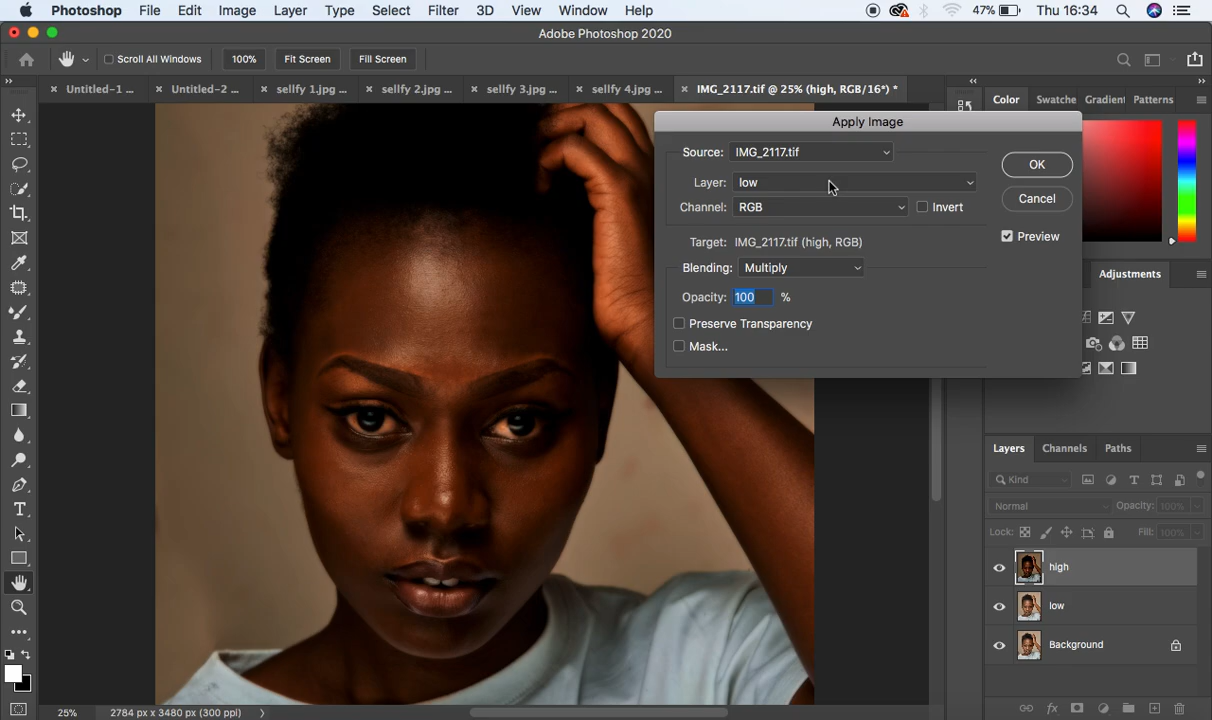 Photoshop File Edit Image Layer Type Select Filter 3D View Window Help 47% Thu 16:34
Adobe Photoshop 2020
Scroll All Windows 100% Fit Screen Fill Screen
Untitled-1 ... Untitled-2 ... sellfy 1.jpg ... sellfy 2.jpg ... sellfy 3.jpg ... sellfy 4.jpg ... IMG_2117.tif @ 25% (high, RGB/16*) *
Color Swatche Gradien Patterns
Apply Image
Source: IMG_2117.tif
OK
Layer: low
Cancel
Channel: RGB Invert
Preview
Target: IMG_2117.tif (high, RGB)
Blending: Multiply
Adjustments
Opacity: 100 %
Preserve Transparency
Mask...
Layers Channels Paths
Kind
Normal Opacity: 100%
Lock: Fill: 100%
high
low
Background
25% 2784 px x 3480 px (300 ppi)